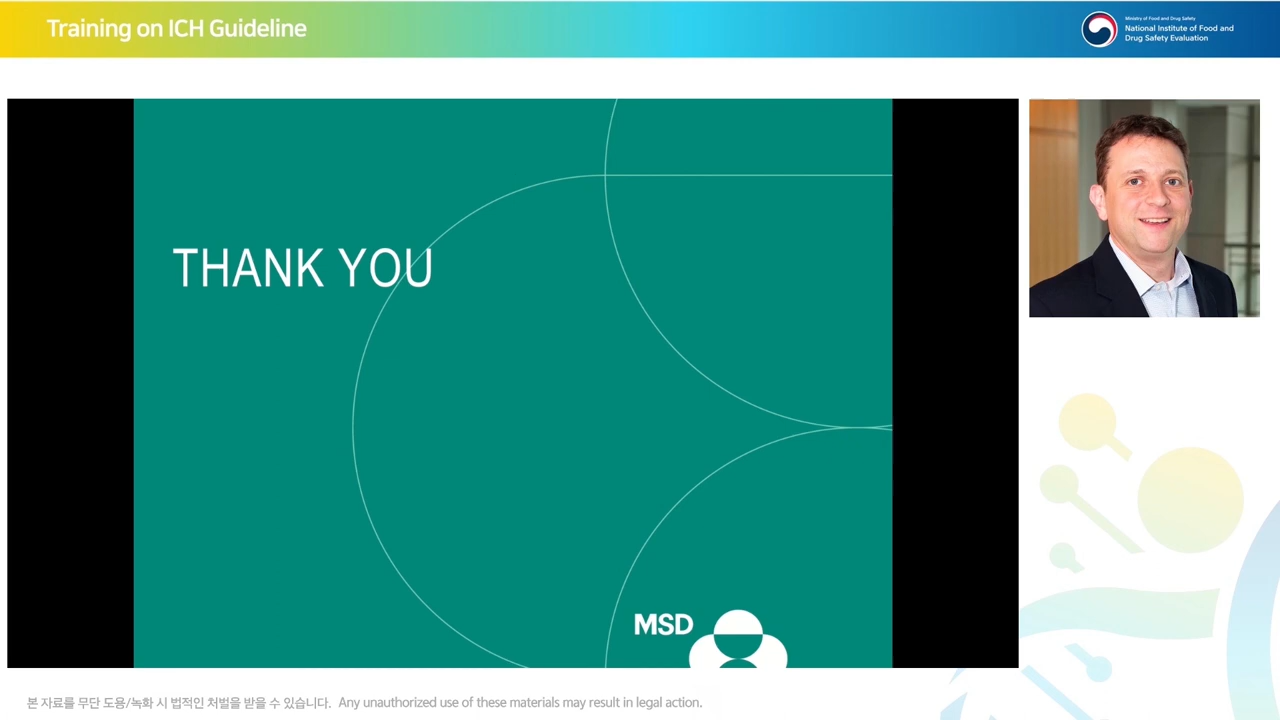 Training on ICH Guideline
Ministry of Food and Drug Safety
National Institute of Food and
Drug Safety Evaluation
THANK YOU
MSD
본 자료를 무단 도용/녹화 시 법적인 처벌을 받을 수 있습니다. Any unauthorized use of these materials may result in legal action.